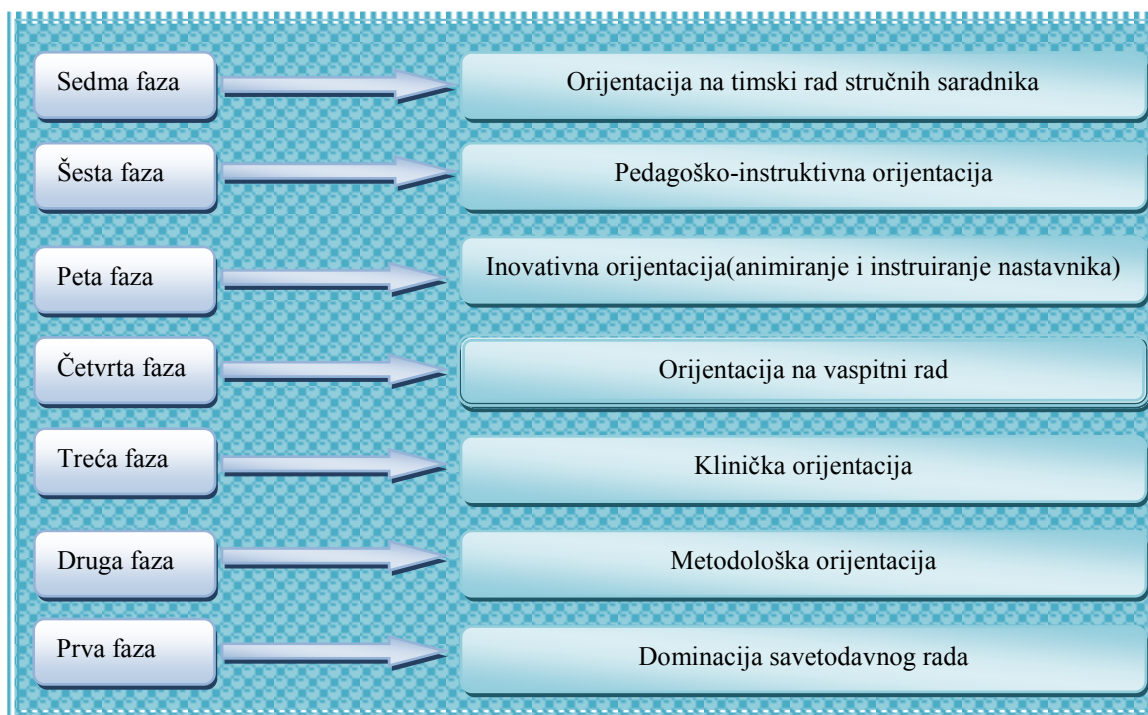 Sedma faza
Orijentacija na timski rad stručnih saradnika
Šesta faza
Pedagoško-instruktivna orijentacija
Peta faza
Inovativna orijentacija(animiranje i instruiranje nastavnika)
Četvrta faza
Orijentacija na vaspitni rad
Treća faza
Klinička orijentacija
Druga faza
Metodološka orijentacija
Prva faza
Dominacija savetodavnog rada